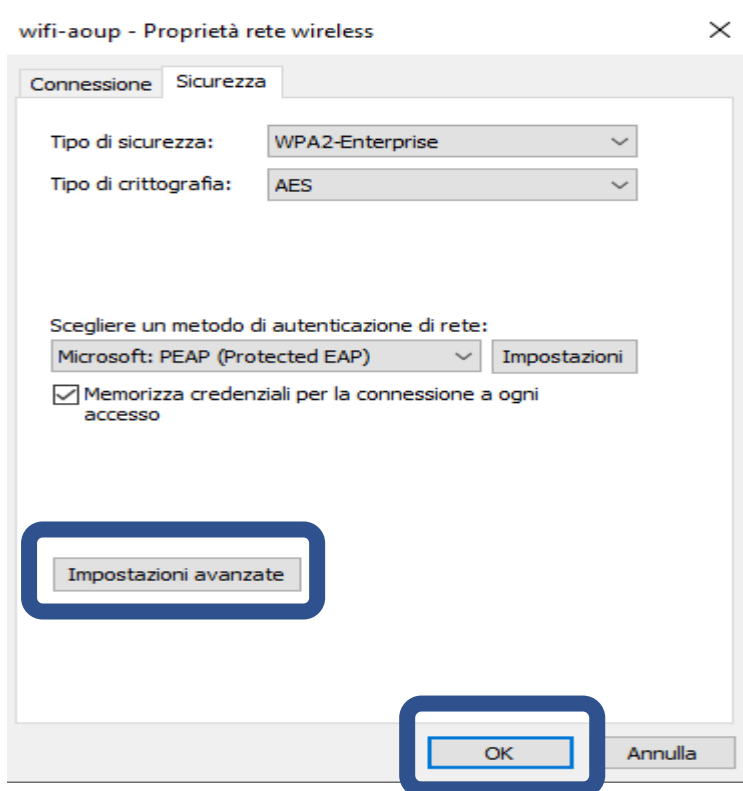 wifi-aoup - Proprietà rete wireless
Connessione Sicurezza
Tipo di sicurezza: WPA2-Enterprise
Tipo di crittografia: AES
Scegliere un metodo di autenticazione di rete:
Microsoft: PEAP (Protected EAP) Impostazioni
Memorizza credenziali per la connessione a ogni
accesso
Impostazioni avanzate
OK Annulla